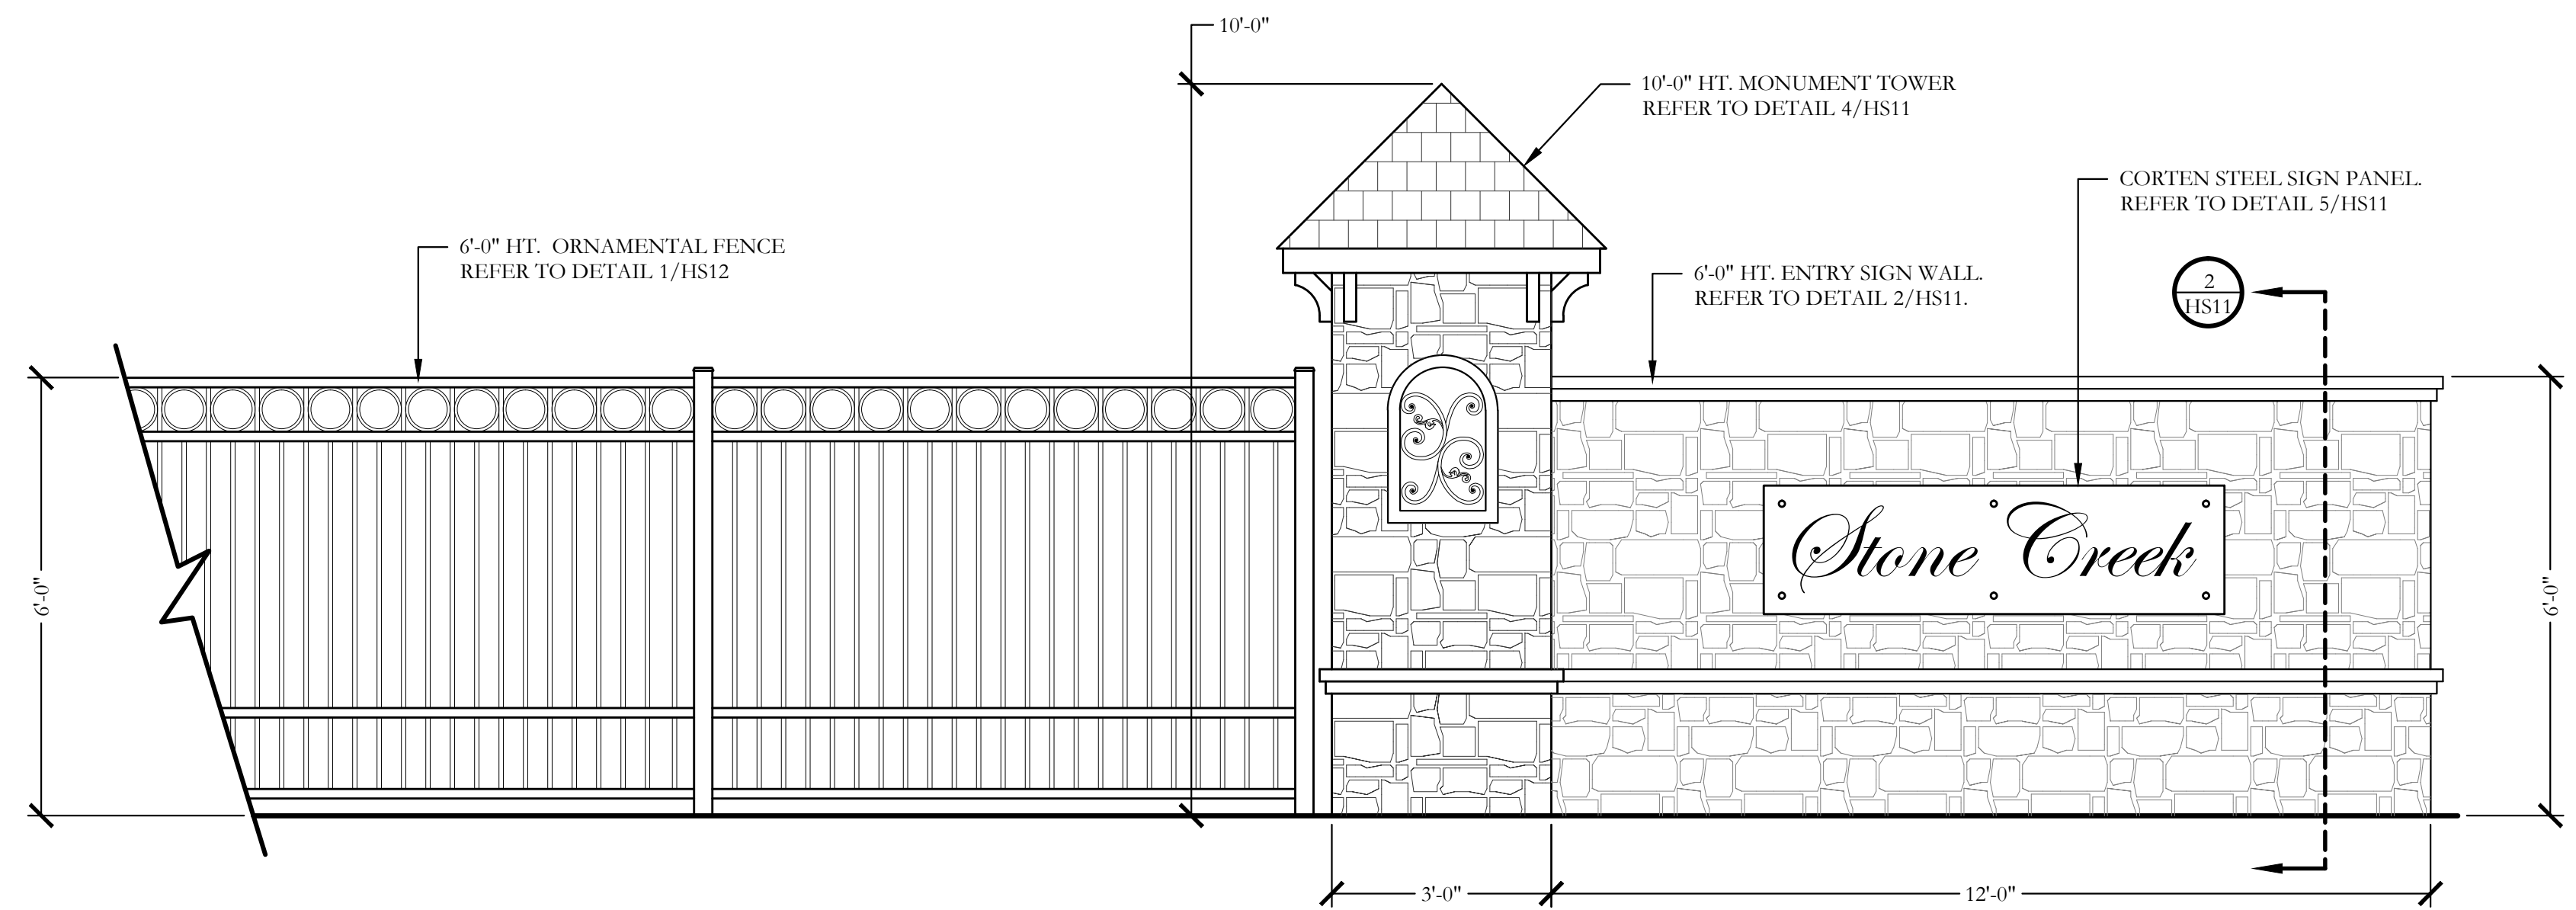 10'-0"
10'-0" HT. MONUMENT TOWER
REFER TO DETAIL 4/HS11
CORTEN STEEL SIGN PANEL.
REFER TO DETAIL 5/HS11
6'-0" HT. ORNAMENTAL FENCE
REFER TO DETAIL 1/HS12
6'-0" HT. ENTRY SIGN WALL.
REFER TO DETAIL 2/HS11.
2
HS11
Stone Creek
6'-0"
6'-0"
3'-0"
12'-0"